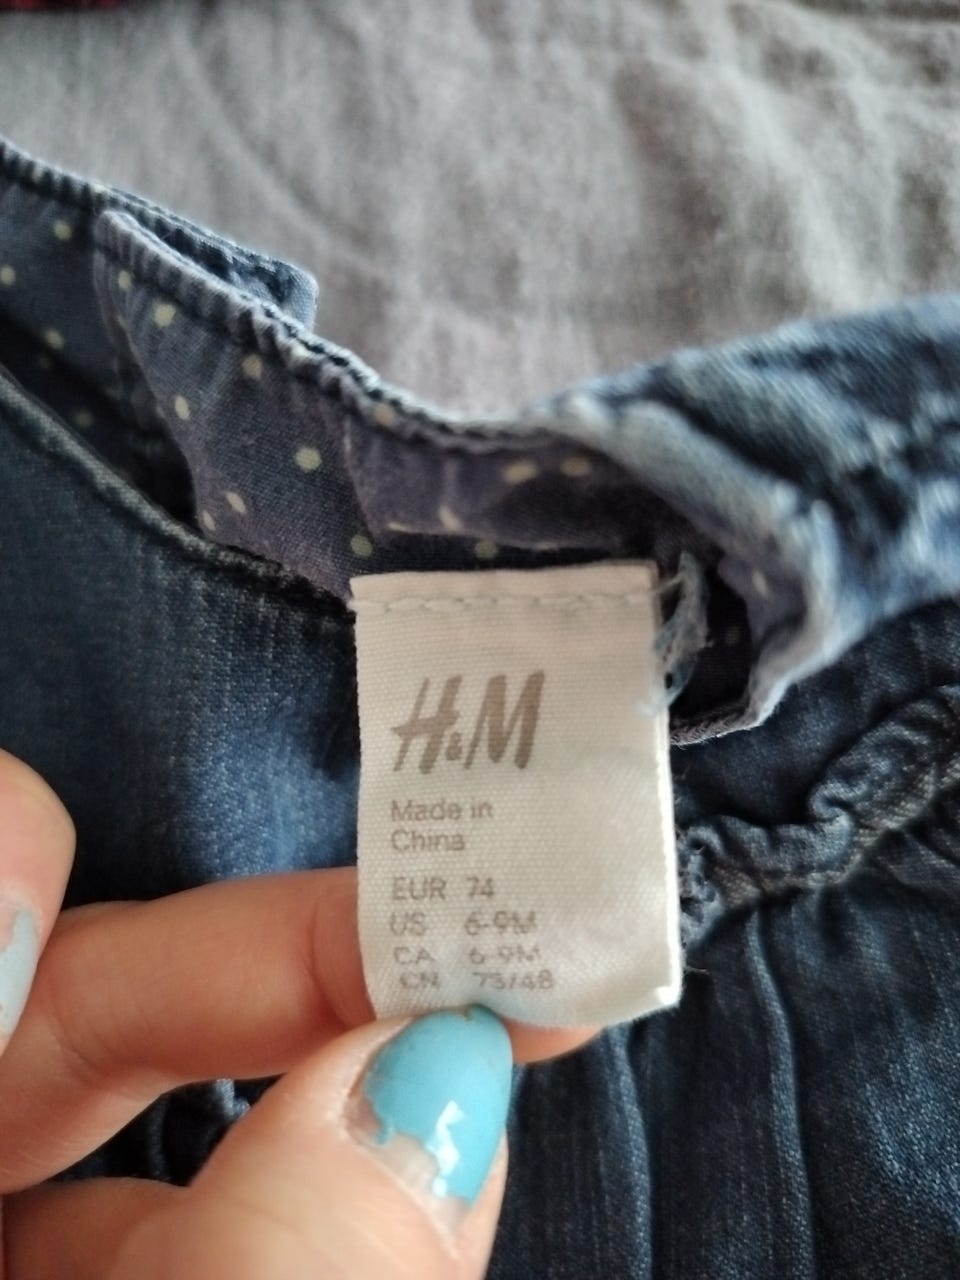 H&M
Made in
China
EUR 74
US 6-9M
CA 6-9M
CN 73/48